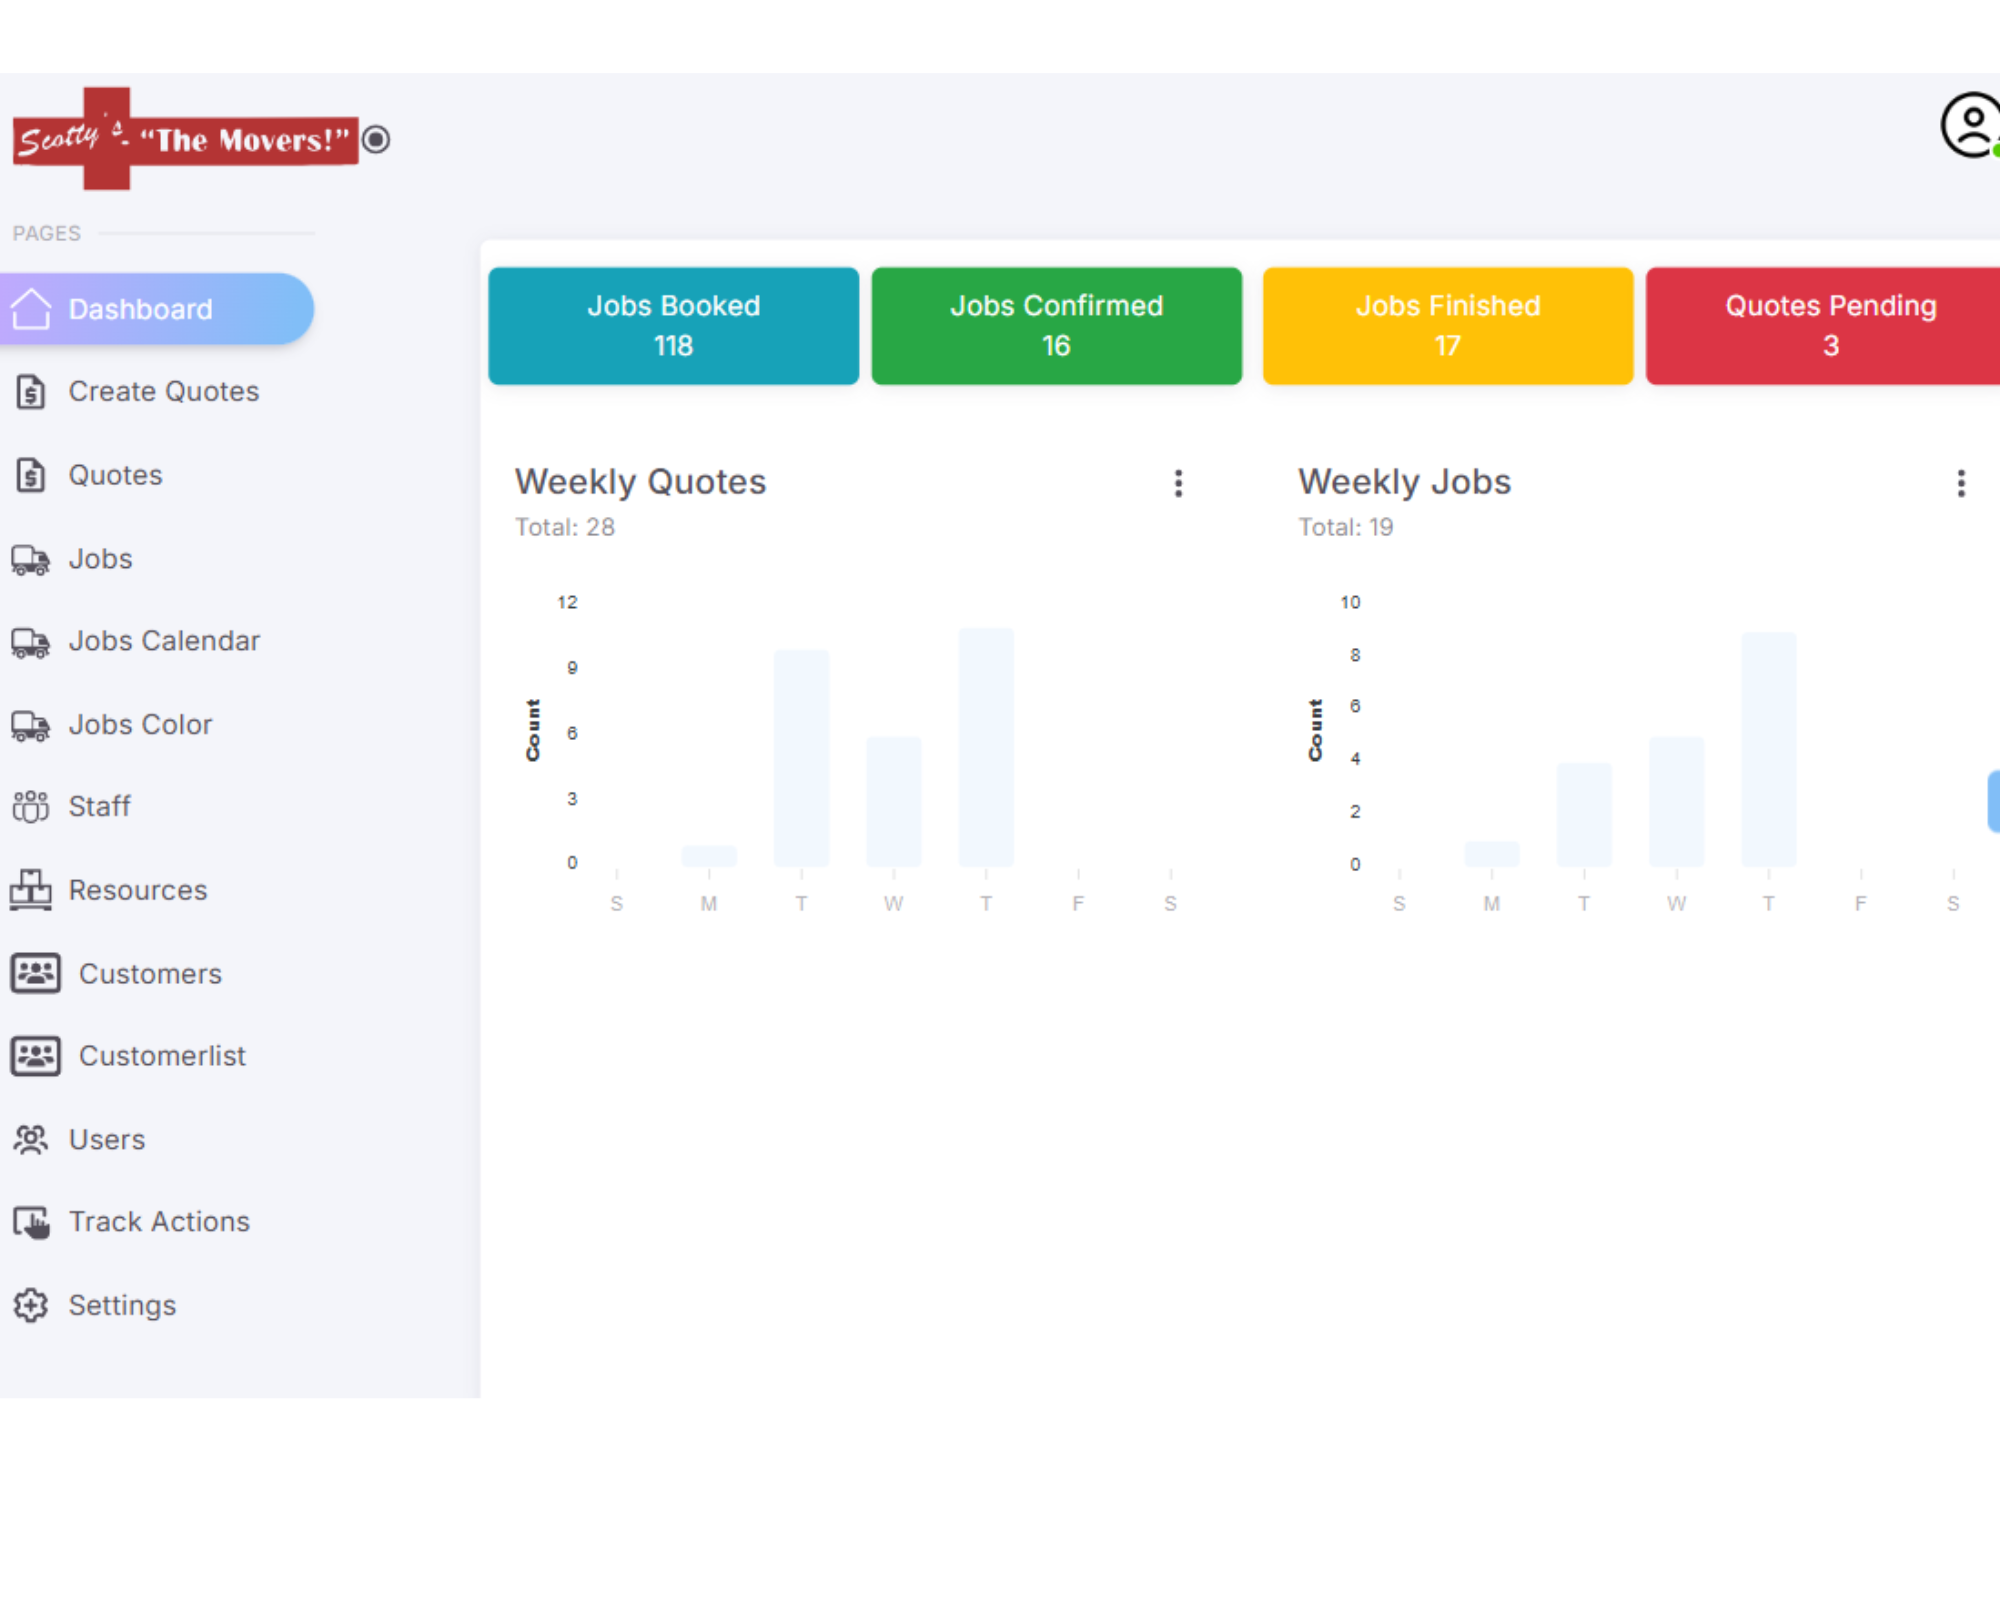 Scotty's - "The Movers!"
PAGES
Dashboard
Create Quotes
Quotes
Jobs
Jobs Calendar
Jobs Color
Staff
Resources
Customers
Customerlist
Users
Track Actions
Settings
Jobs Booked
118
Jobs Confirmed
16
Jobs Finished
17
Quotes Pending
3
Weekly Quotes
Total: 28
Count
12
9
6
3
0
S M T W T F S
Weekly Jobs
Total: 19
Count
10
8
6
4
2
0
S M T W T F S